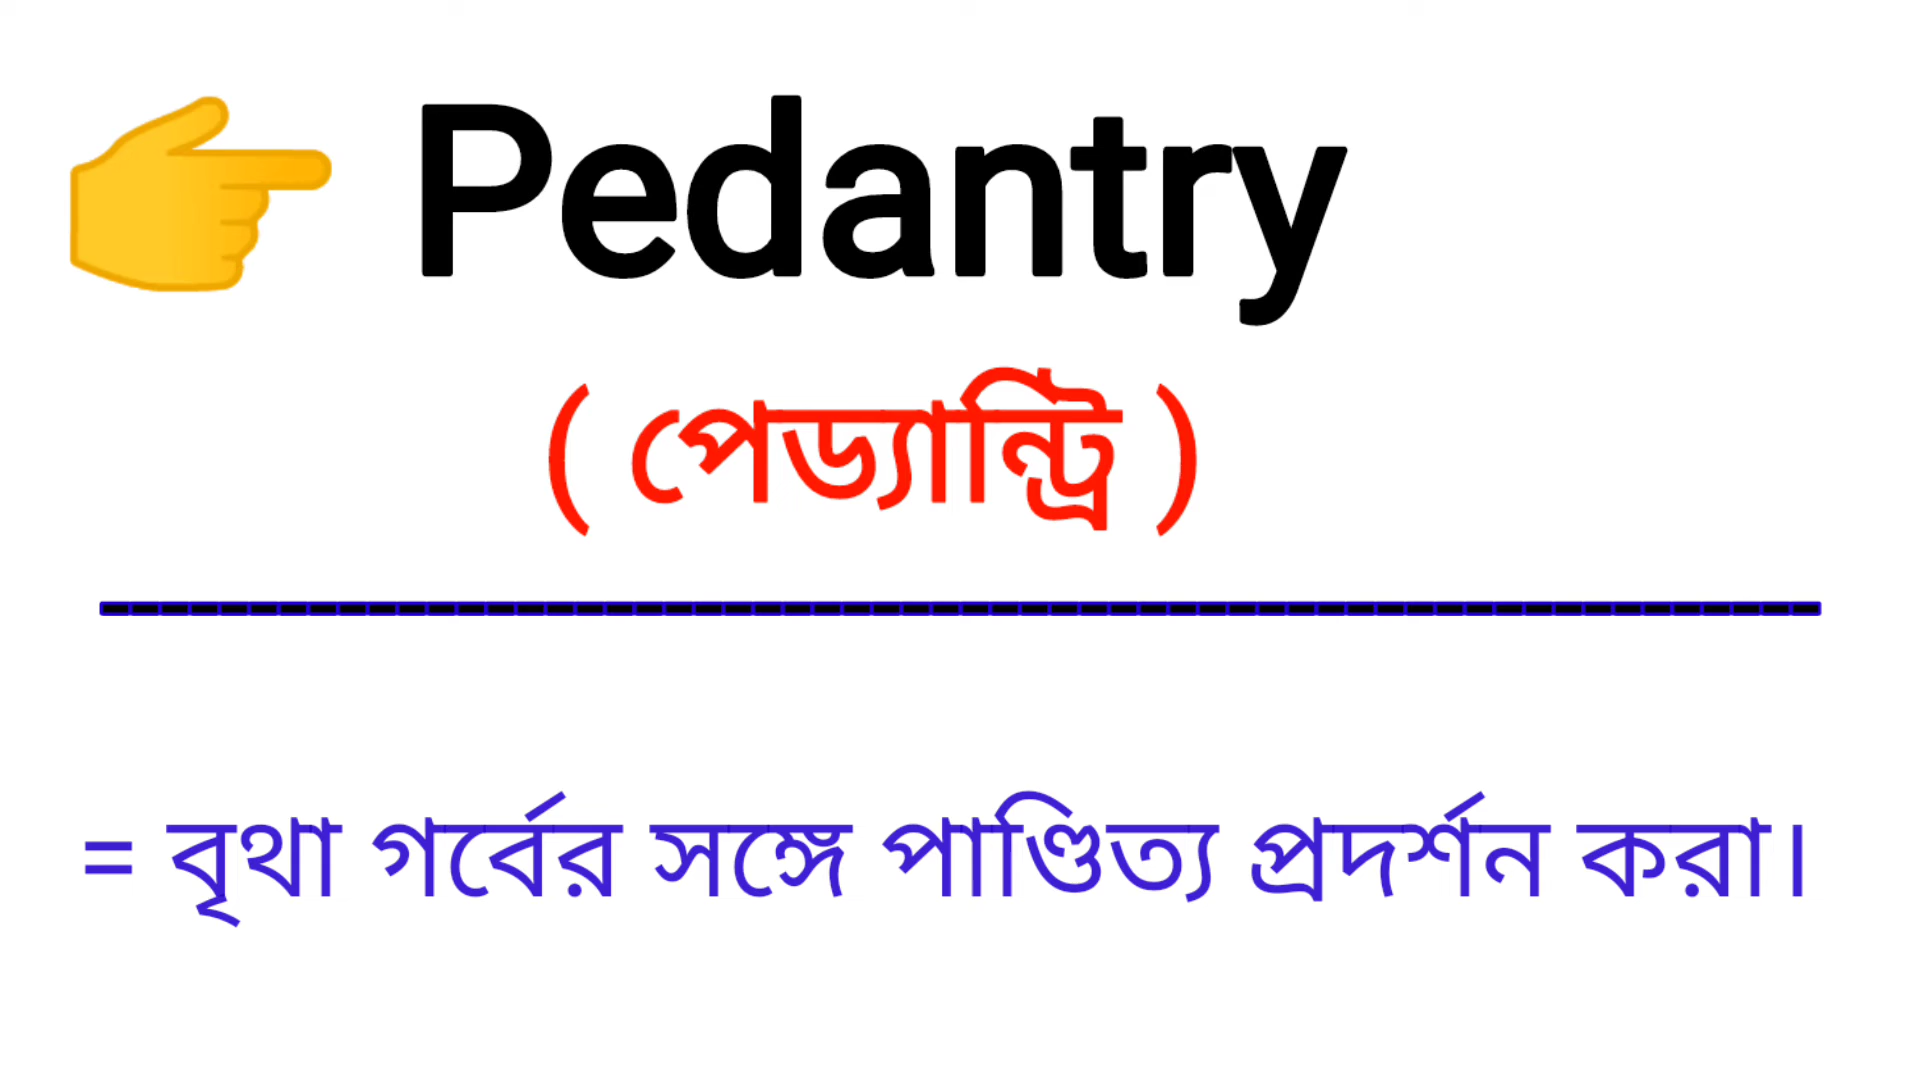 👉 Pedantry
( পেড্যান্ট্রি )
= বৃথা গর্বের সঙ্গে পাণ্ডিত্য প্রদর্শন করা।